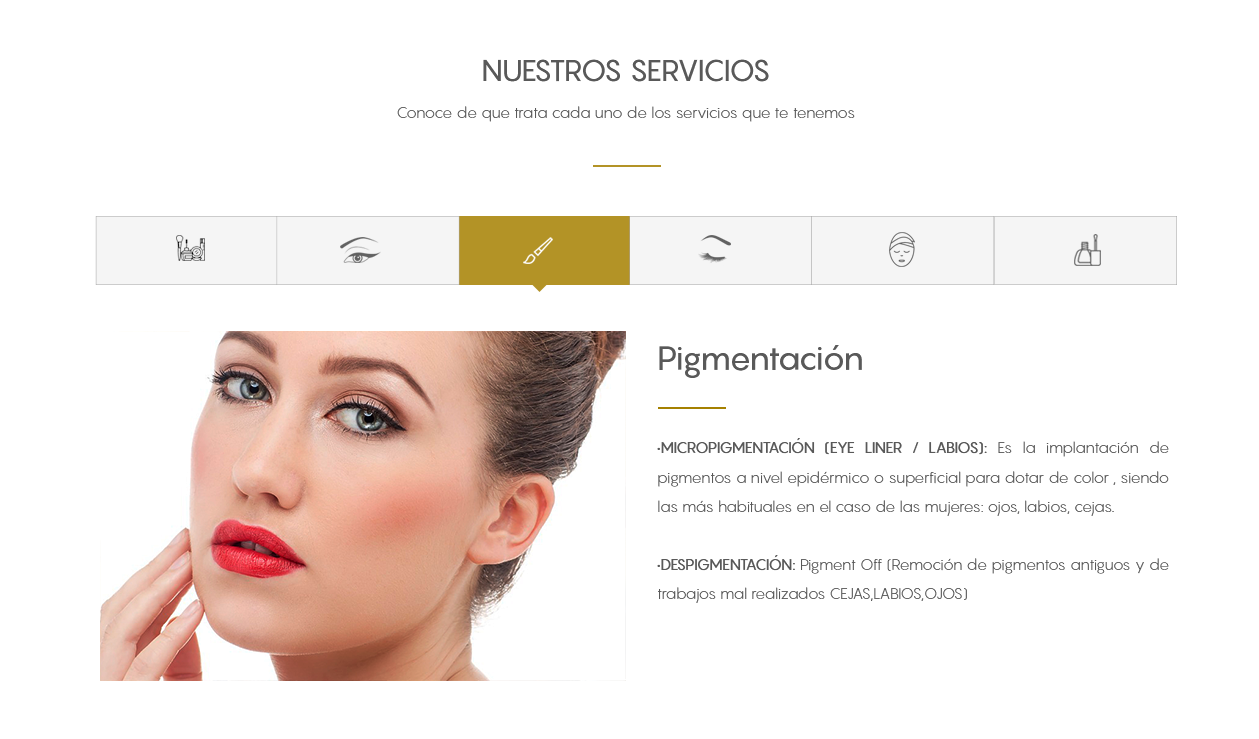 NUESTROS SERVICIOS
Conoce de que trata cada uno de los servicios que te tenemos
Pigmentación
•MICROPIGMENTACIÓN (EYE LINER / LABIOS): Es la implantación de
pigmentos a nivel epidérmico o superficial para dotar de color , siendo
las más habituales en el caso de las mujeres: ojos, labios, cejas.
•DESPIGMENTACIÓN: Pigment Off (Remoción de pigmentos antiguos y de
trabajos mal realizados CEJAS,LABIOS,OJOS)